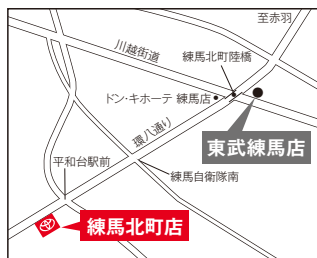 至赤羽
川越街道
練馬北町陸橋
ドン・キホーテ 練馬店
環八通り
東武練馬店
平和台駅前
練馬自衛隊南
練馬北町店